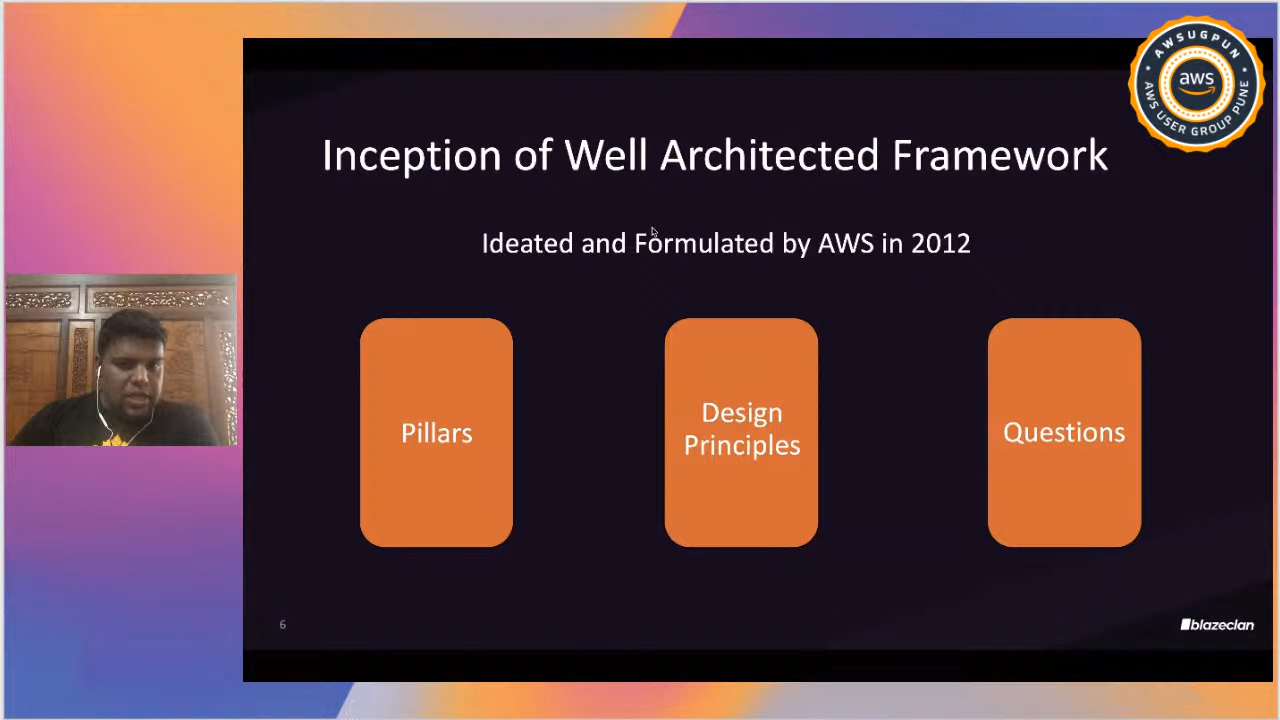 Inception of Well Architected Framework
Ideated and Formulated by AWS in 2012
Pillars
Design
Principles
Questions
6
blazeclan
AWSUGPUN
aws
AWS USER GROUP PUNE